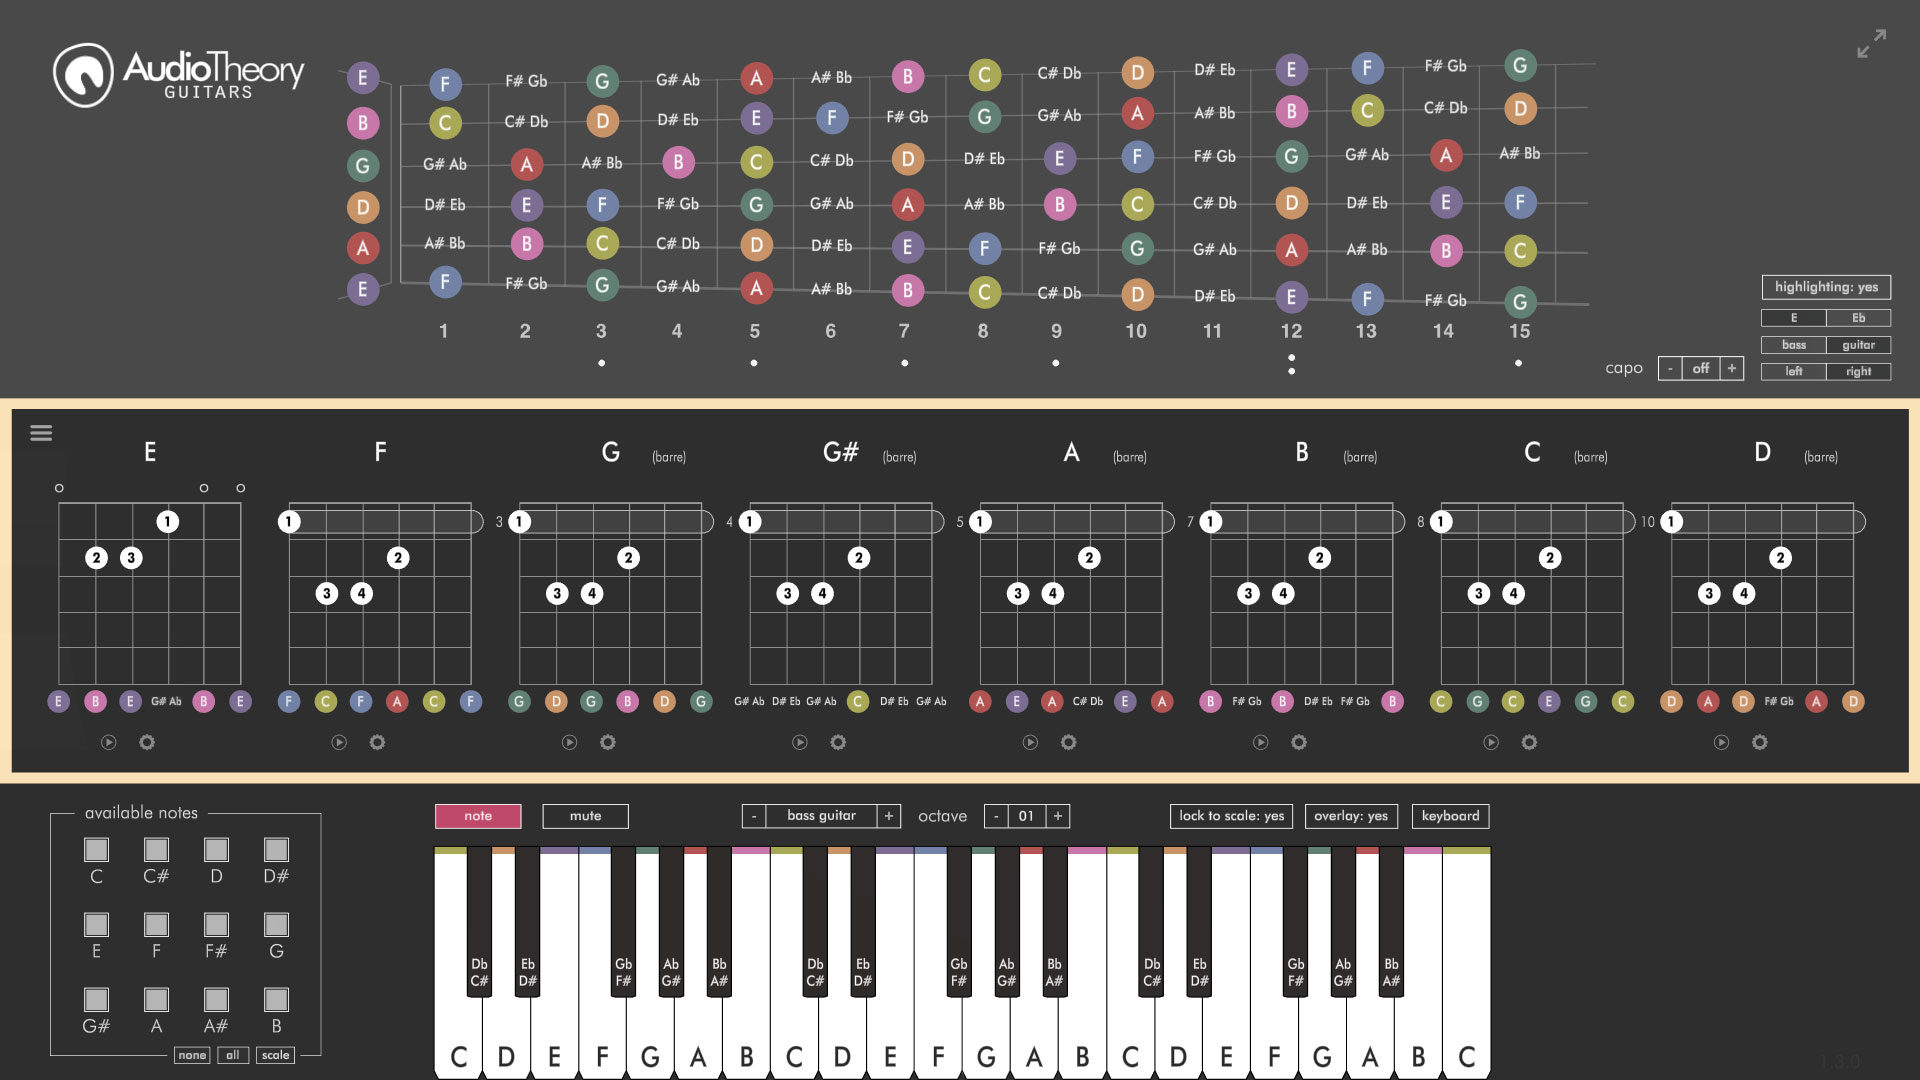 AudioTheory
GUITARS
E F F# Gb G G# Ab A A# Bb B C C# Db D D# Eb E F F# Gb G
B C C# Db D D# Eb E F F# Gb G G# Ab A A# Bb B C C# Db D
G G# Ab A A# Bb B C C# Db D D# Eb E F F# Gb G G# Ab A A# Bb
D D# Eb E F F# Gb G G# Ab A A# Bb B C C# Db D D# Eb E F
A A# Bb B C C# Db D D# Eb E F F# Gb G G# Ab A A# Bb B C
E F F# Gb G G# Ab A A# Bb B C C# Db D D# Eb E F F# Gb G
1 2 3 4 5 6 7 8 9 10 11 12 13 14 15
highlighting: yes
E Eb
bass guitar
left right
capo - off +
E F G (barre) G# (barre) A (barre) B (barre) C (barre) D (barre)
1 1 3 1 4 1 5 1 7 1 8 1 10 1
2 3 2 2 2 2 2 2 2
3 4 3 4 3 4 3 4 3 4 3 4 3 4
E B E G# Ab B E F C F A C F G D G B D G G# Ab D# Eb G# Ab C D# Eb G# Ab A E A C# Db E A B F# Gb B D# Eb F# Gb B C G C E G C D A D F# Gb A D
available notes
C C# D D#
E F F# G
G# A A# B
none all scale
note mute - bass guitar + octave - 01 + lock to scale: yes overlay: yes keyboard
Db Eb Gb Ab Bb Db Eb Gb Ab Bb Db Eb Gb Ab Bb
C# D# F# G# A# C# D# F# G# A# C# D# F# G# A#
C D E F G A B C D E F G A B C D E F G A B C
1.3.0